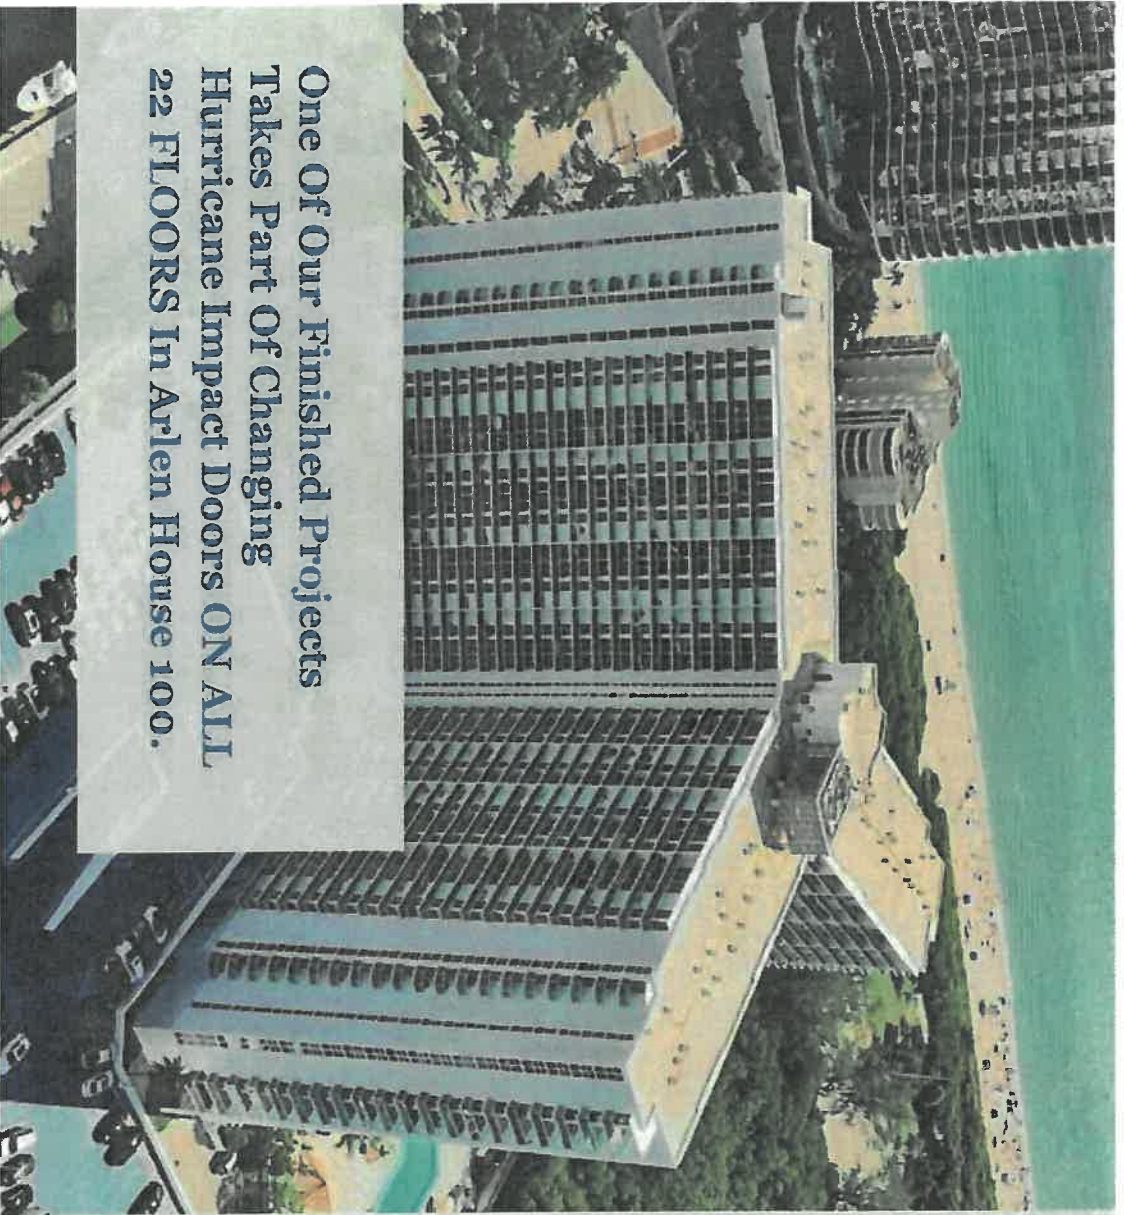 One Of Our Finished Projects
Takes Part Of Changing
Hurricane Impact Doors ON ALL
22 FLOORS In Arlen House 100.